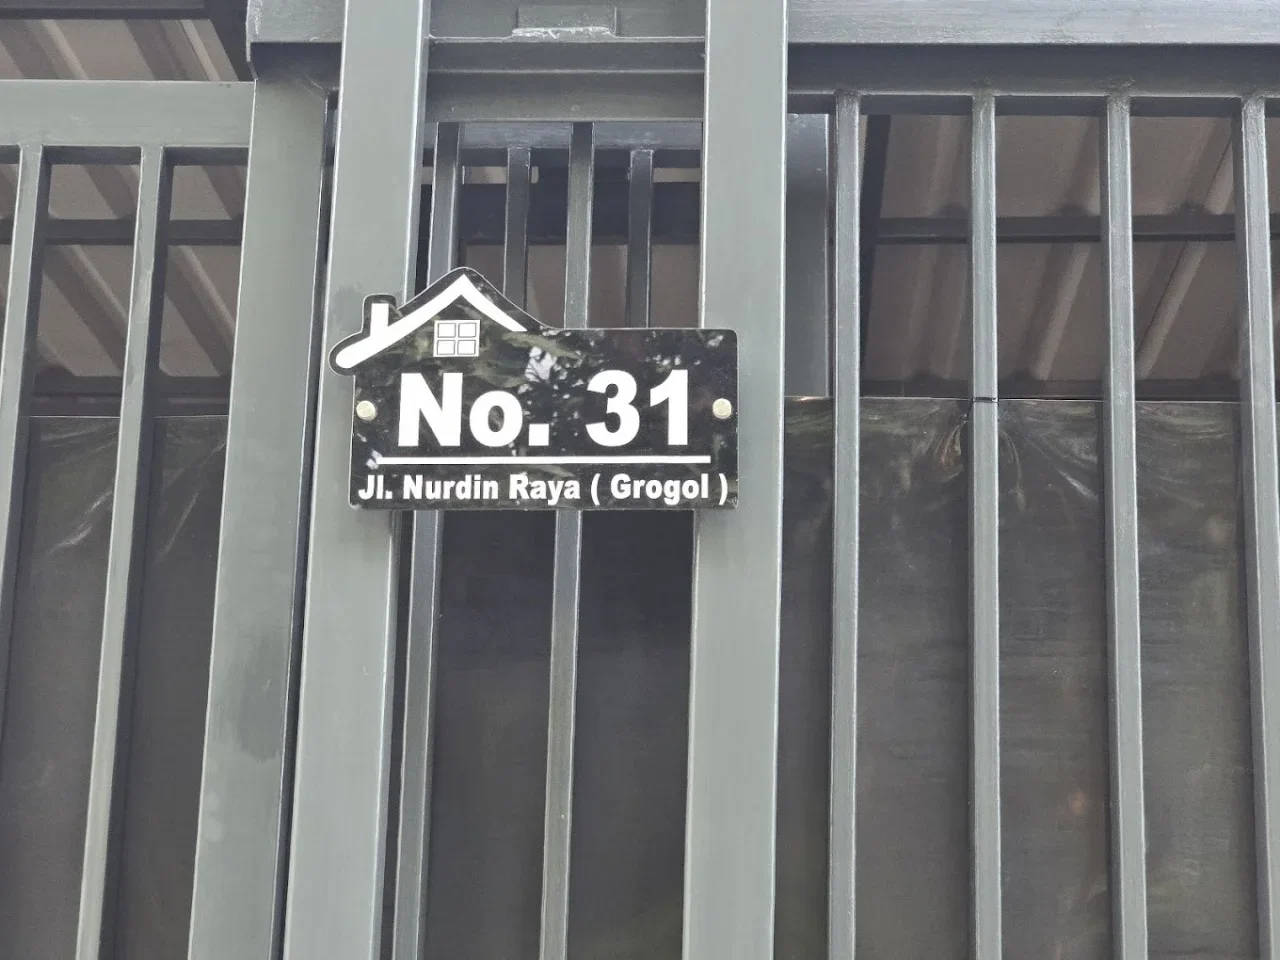 No. 31
Jl. Nurdin Raya ( Grogol )